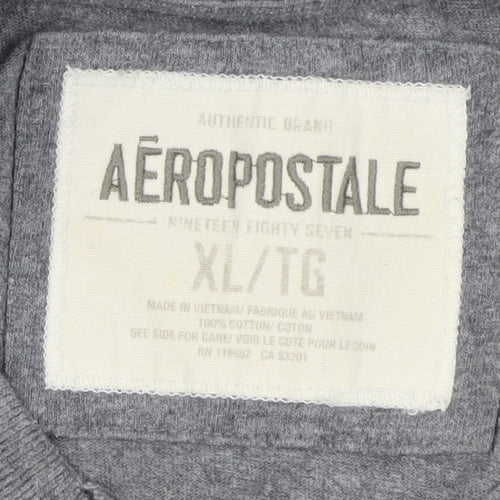 AUTHENTIC BRAND
AÉROPOSTALE
NINETEEN EIGHTY SEVEN
XL/TG
MADE IN VIETNAM/ FABRIQUE AU VIETNAM
100% COTTON/ COTON
SEE SIDE FOR CARE/ VOIR LE COTE POUR LE SOIN
RN 119652 CA 53201